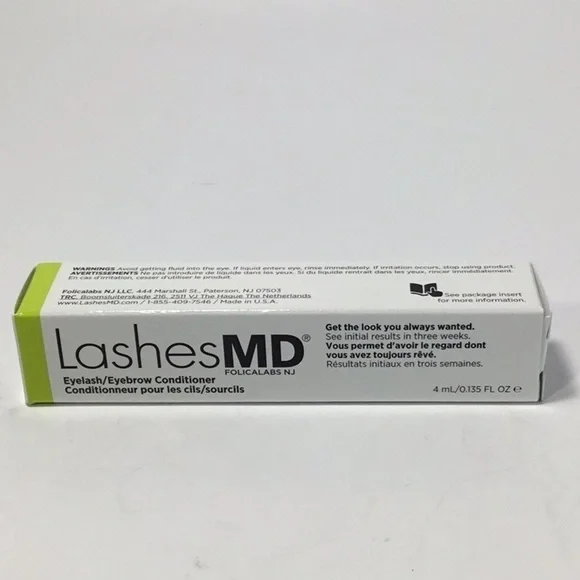 WARNINGS Avoid getting fluid into the eye. If liquid enters eye, rinse immediately. If irritation occurs, stop using product.
AVERTISSEMENTS Ne pas introduire de liquide dans les yeux. Si du liquide rentrait dans les yeux, rincer immédiatement.
En cas d'irritation, cesser d'utiliser le produit.
Folicalabs NJ LLC, 444 Marshall St., Paterson, NJ 07503
TRC, Boomsluiterskade 216, 2511 VJ The Hague The Netherlands
www.LashesMD.com / 1-855-409-7546 / Made in U.S.A.
See package insert
for more information.
LashesMD®
FOLICALABS NJ
Eyelash/Eyebrow Conditioner
Conditionneur pour les cils/sourcils
Get the look you always wanted.
See initial results in three weeks.
Vous permet d'avoir le regard dont
vous avez toujours rêvé.
Résultats initiaux en trois semaines.
4 mL/0.135 FL OZ ℮